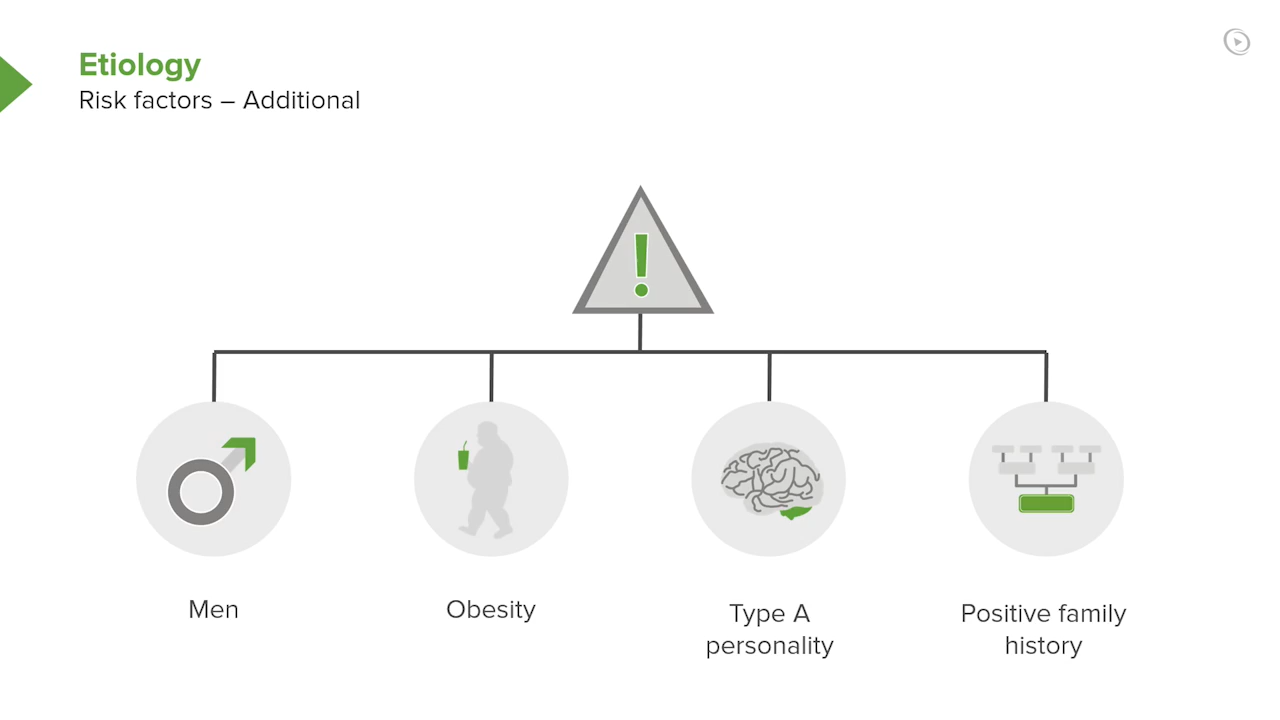 Etiology
Risk factors – Additional
!
Men
Obesity
Type A
personality
Positive family
history